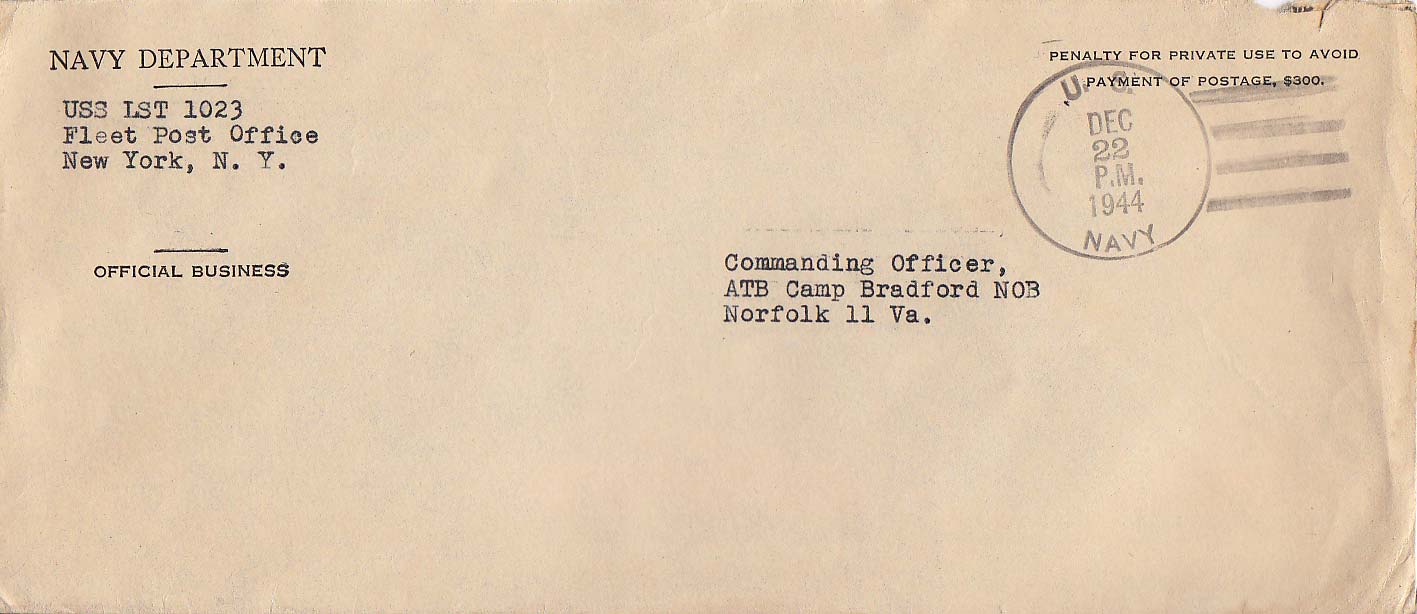 NAVY DEPARTMENT
USS LST 1023
Fleet Post Office
New York, N. Y.
OFFICIAL BUSINESS
PENALTY FOR PRIVATE USE TO AVOID
PAYMENT OF POSTAGE, $300.
U. S.
DEC
22
P.M.
1944
NAVY
Commanding Officer,
ATB Camp Bradford NOB
Norfolk 11 Va.